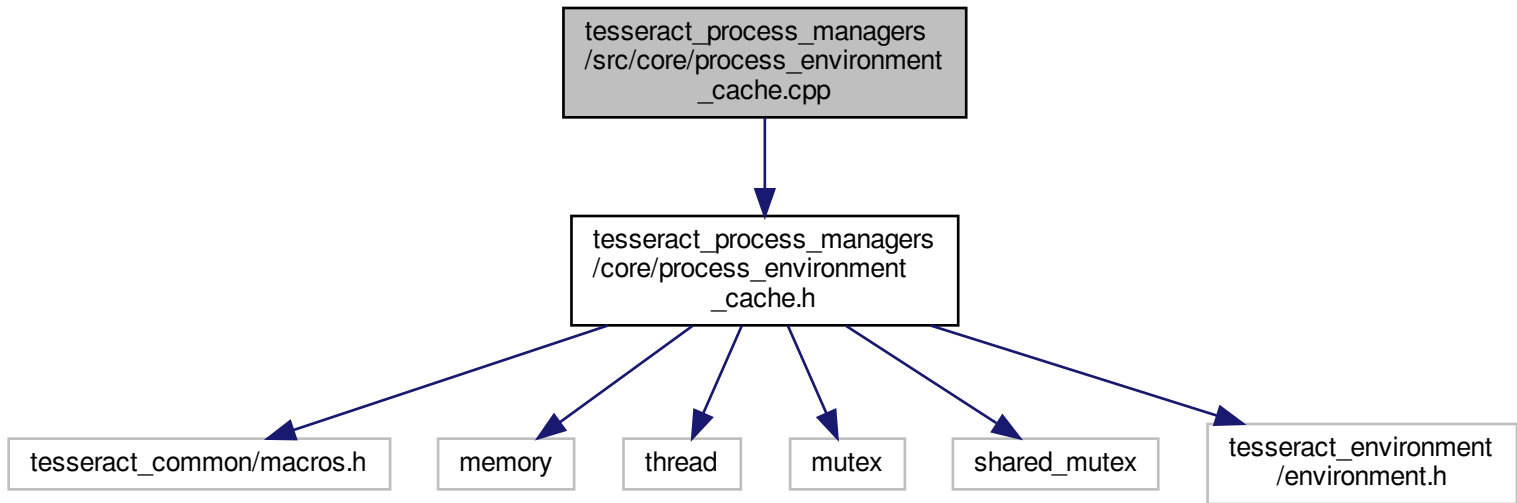 tesseract_process_managers
/src/core/process_environment
_cache.cpp
tesseract_process_managers
/core/process_environment
_cache.h
tesseract_common/macros.h
memory
thread
mutex
shared_mutex
tesseract_environment
/environment.h